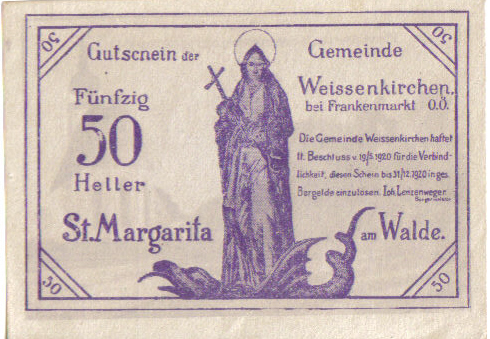 50
50
Gutschein der Gemeinde
Fünfzig
50
Heller
Weissenkirchen.
bei Frankenmarkt O.Ö.
Die Gemeinde Weissenkirchen haftet
lt. Beschluss v. 19/5. 1920 für die Verbind-
lichkeit, diesen Schein bis 31/12. 1920 in ges.
Bargelde einzulösen. Joh. Lenzenweger
Bürgermeister
St. Margarita am Walde.
50
50